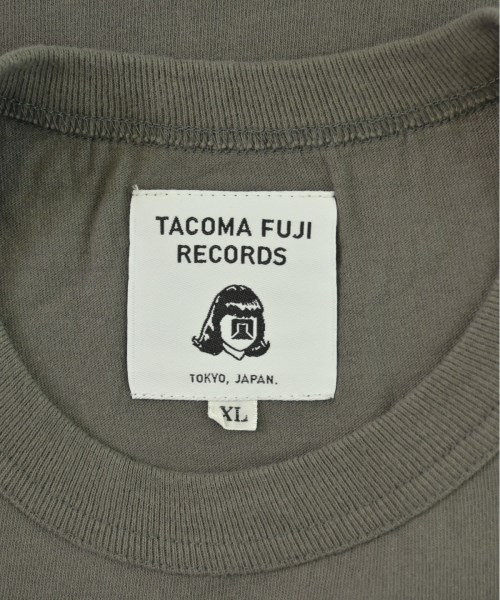 TACOMA FUJI
RECORDS
TOKYO, JAPAN.
XL